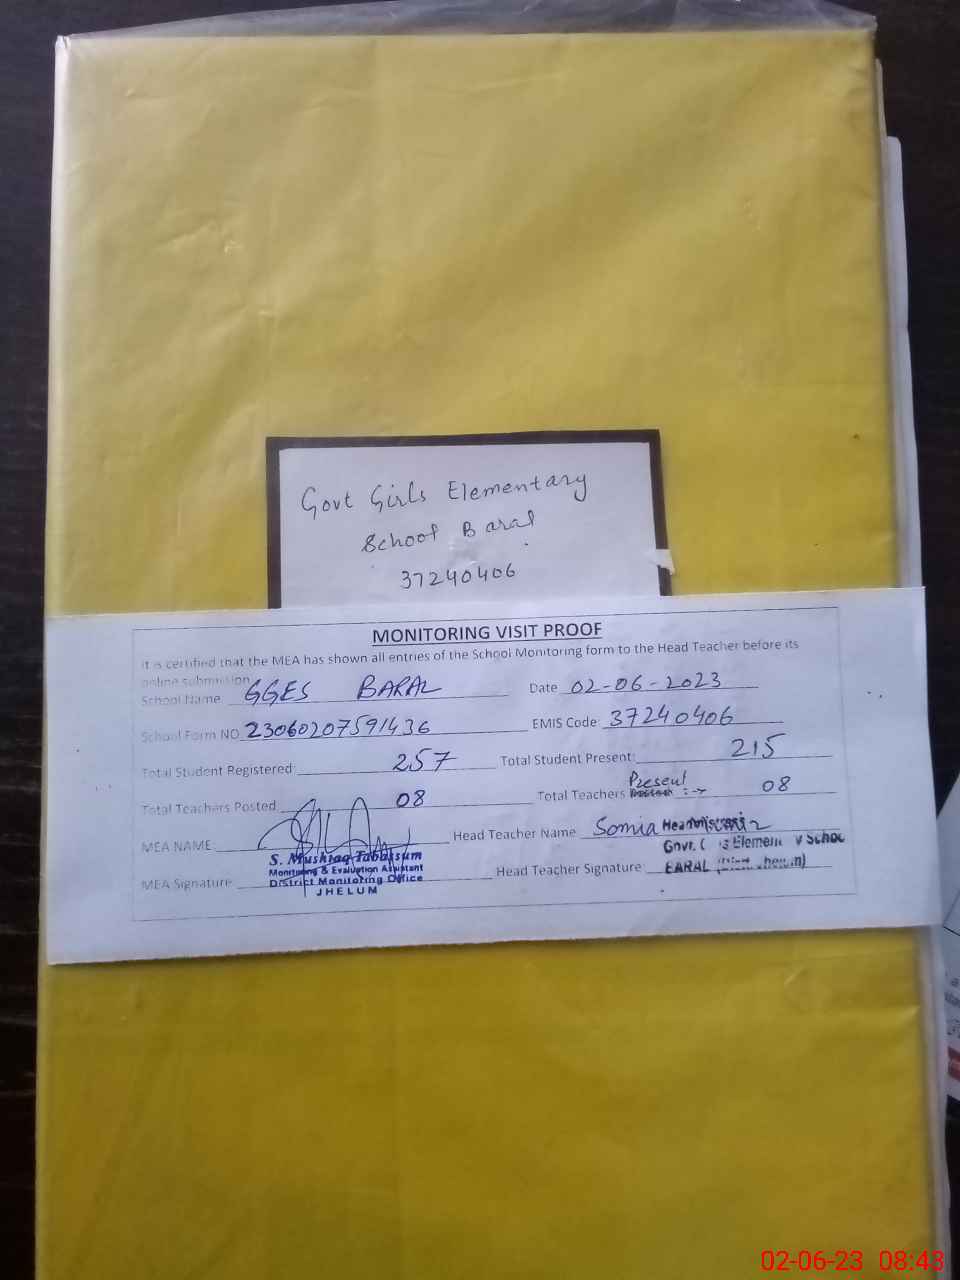 Govt Girls Elementary
School Baral
37240406
MONITORING VISIT PROOF
It is certified that the MEA has shown all entries of the School Monitoring form to the Head Teacher before its
online submission
School Name GGES BARAL Date 02-06-2023
School Form NO 23060207591436 EMIS Code: 37240406
Total Student Registered: 257 Total Student Present: 215
Total Teachers Posted 08 Total Teachers Present :→ 08
MEA NAME: Head Teacher Name Somia
S. Mushtaq Tabassum
Monitoring & Evaluation Assistant
District Monitoring Office
JHELUM
MEA Signature Head Teacher Signature
Govt. Elementary School
BARAL
02-06-23 08:43